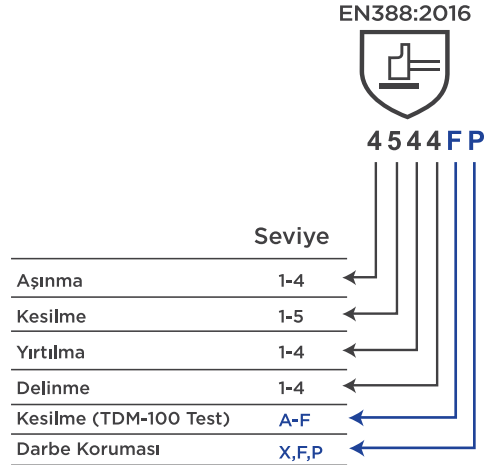 EN388:2016
4544FP
Seviye
Aşınma 1-4
Kesilme 1-5
Yırtılma 1-4
Delinme 1-4
Kesilme (TDM-100 Test) A-F
Darbe Koruması X,F,P